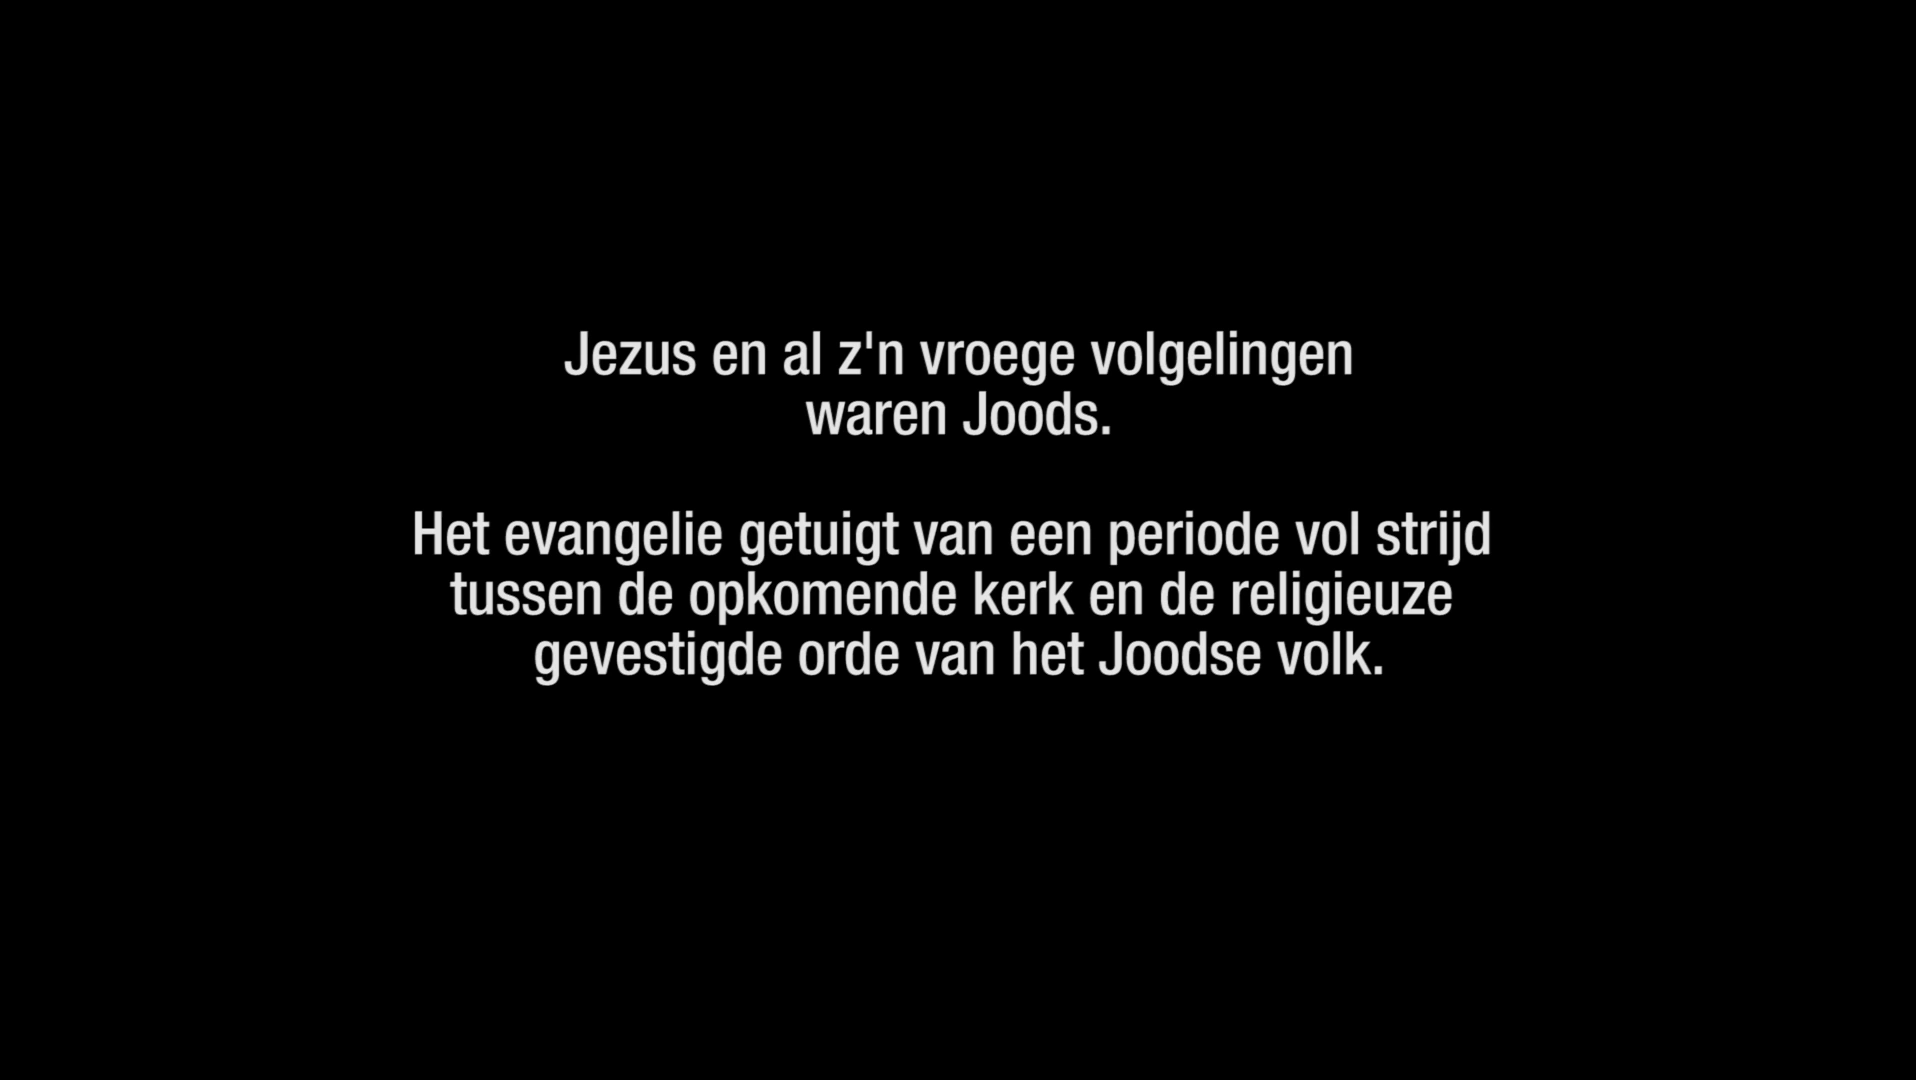 Jezus en al z'n vroege volgelingen
waren Joods.
Het evangelie getuigt van een periode vol strijd
tussen de opkomende kerk en de religieuze
gevestigde orde van het Joodse volk.